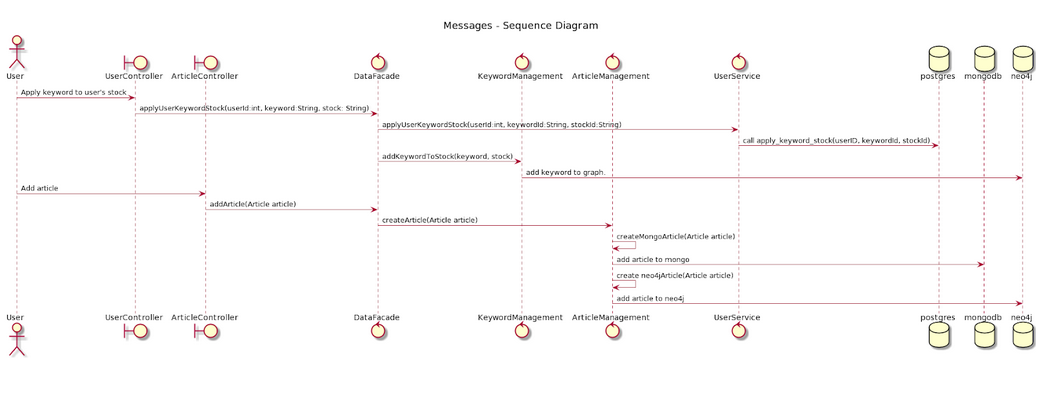 Messages - Sequence Diagram
User
UserController
ArticleController
DataFacade
KeywordManagement
ArticleManagement
UserService
postgres
mongodb
neo4j
Apply keyword to user's stock
applyUserKeywordStock(userId:int, keyword:String, stock: String)
applyUserKeywordStock(userId:int, keywordId:String, stockId:String)
call apply_keyword_stock(userID, keywordId, stockId)
addKeywordToStock(keyword, stock)
add keyword to graph.
Add article
addArticle(Article article)
createArticle(Article article)
createMongoArticle(Article article)
add article to mongo
create neo4jArticle(Article article)
add article to neo4j
User
UserController
ArticleController
DataFacade
KeywordManagement
ArticleManagement
UserService
postgres
mongodb
neo4j